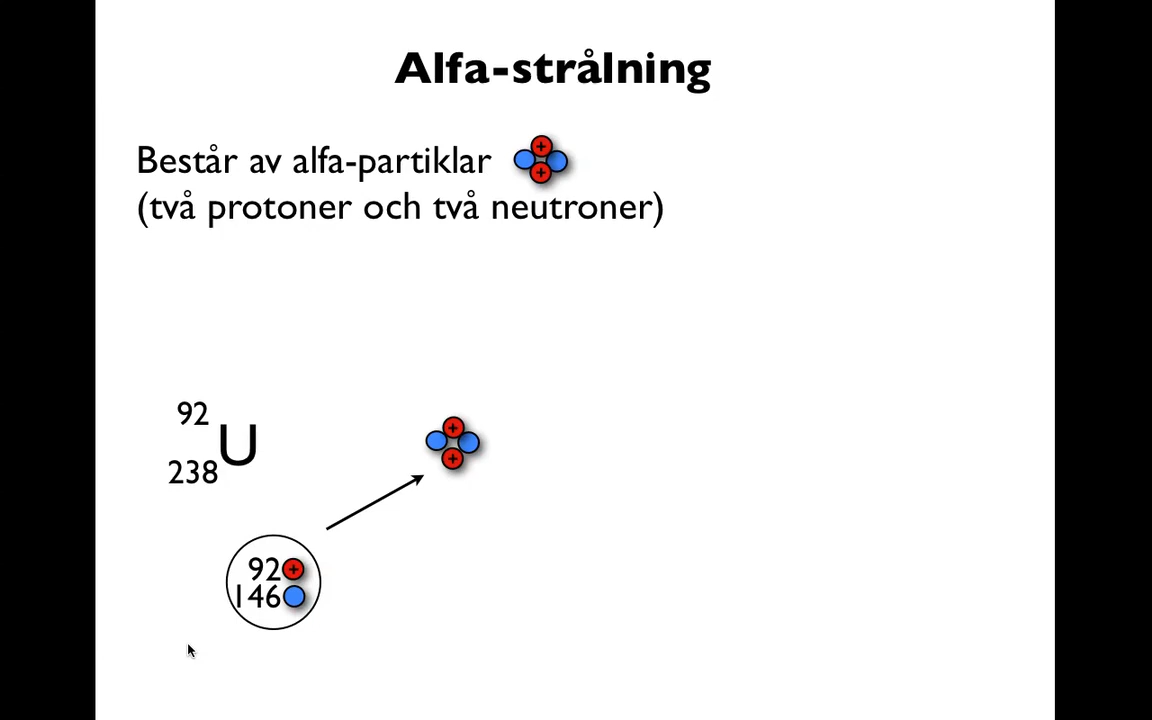 Alfa-strålning
Består av alfa-partiklar
(två protoner och två neutroner)
92
U
238
92
146